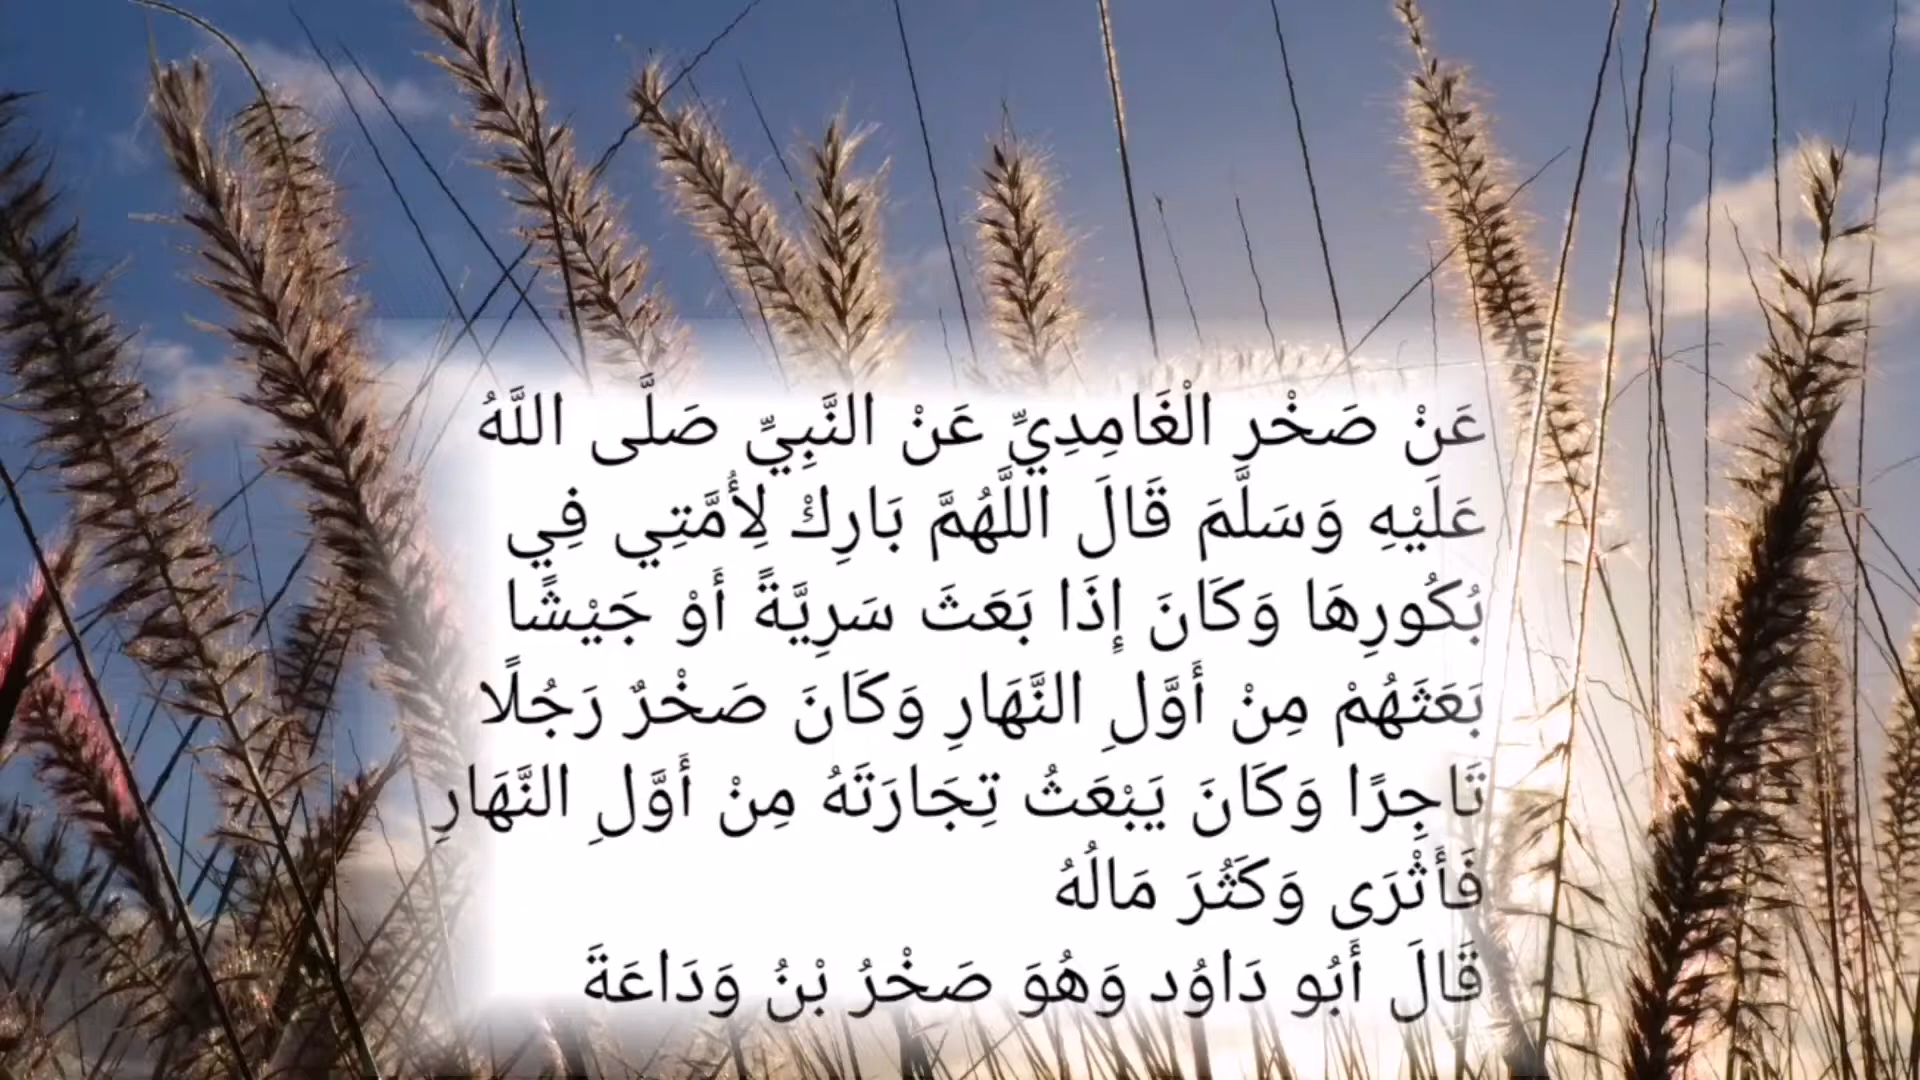 عَنْ صَخْرٍ الْغَامِدِيِّ عَنْ النَّبِيِّ صَلَّى اللَّهُ
عَلَيْهِ وَسَلَّمَ قَالَ اللَّهُمَّ بَارِكْ لِأُمَّتِي فِي
بُكُورِهَا وَكَانَ إِذَا بَعَثَ سَرِيَّةً أَوْ جَيْشًا
بَعَثَهُمْ مِنْ أَوَّلِ النَّهَارِ وَكَانَ صَخْرٌ رَجُلًا
تَاجِرًا وَكَانَ يَبْعَثُ تِجَارَتَهُ مِنْ أَوَّلِ النَّهَارِ
فَأَثْرَى وَكَثُرَ مَالُهُ
قَالَ أَبُو دَاوُد وَهُوَ صَخْرُ بْنُ وَدَاعَةَ